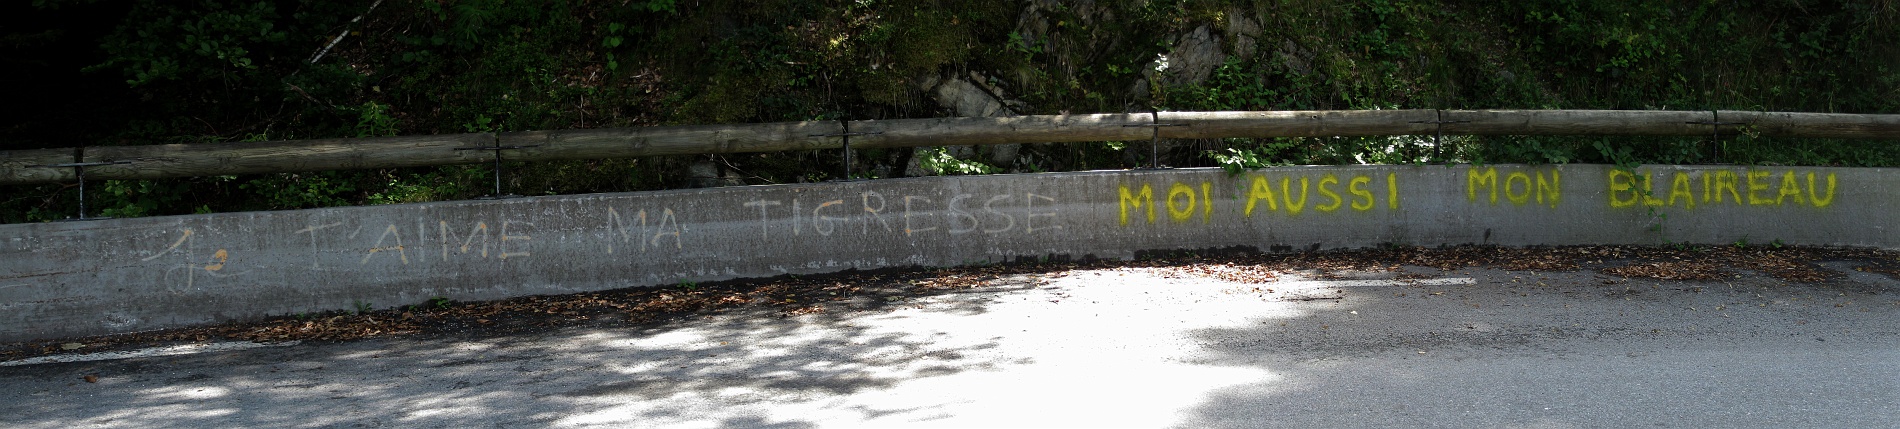 Je T'AiME MA TIGRESSE MOI AUSSI MON BLAIREAU